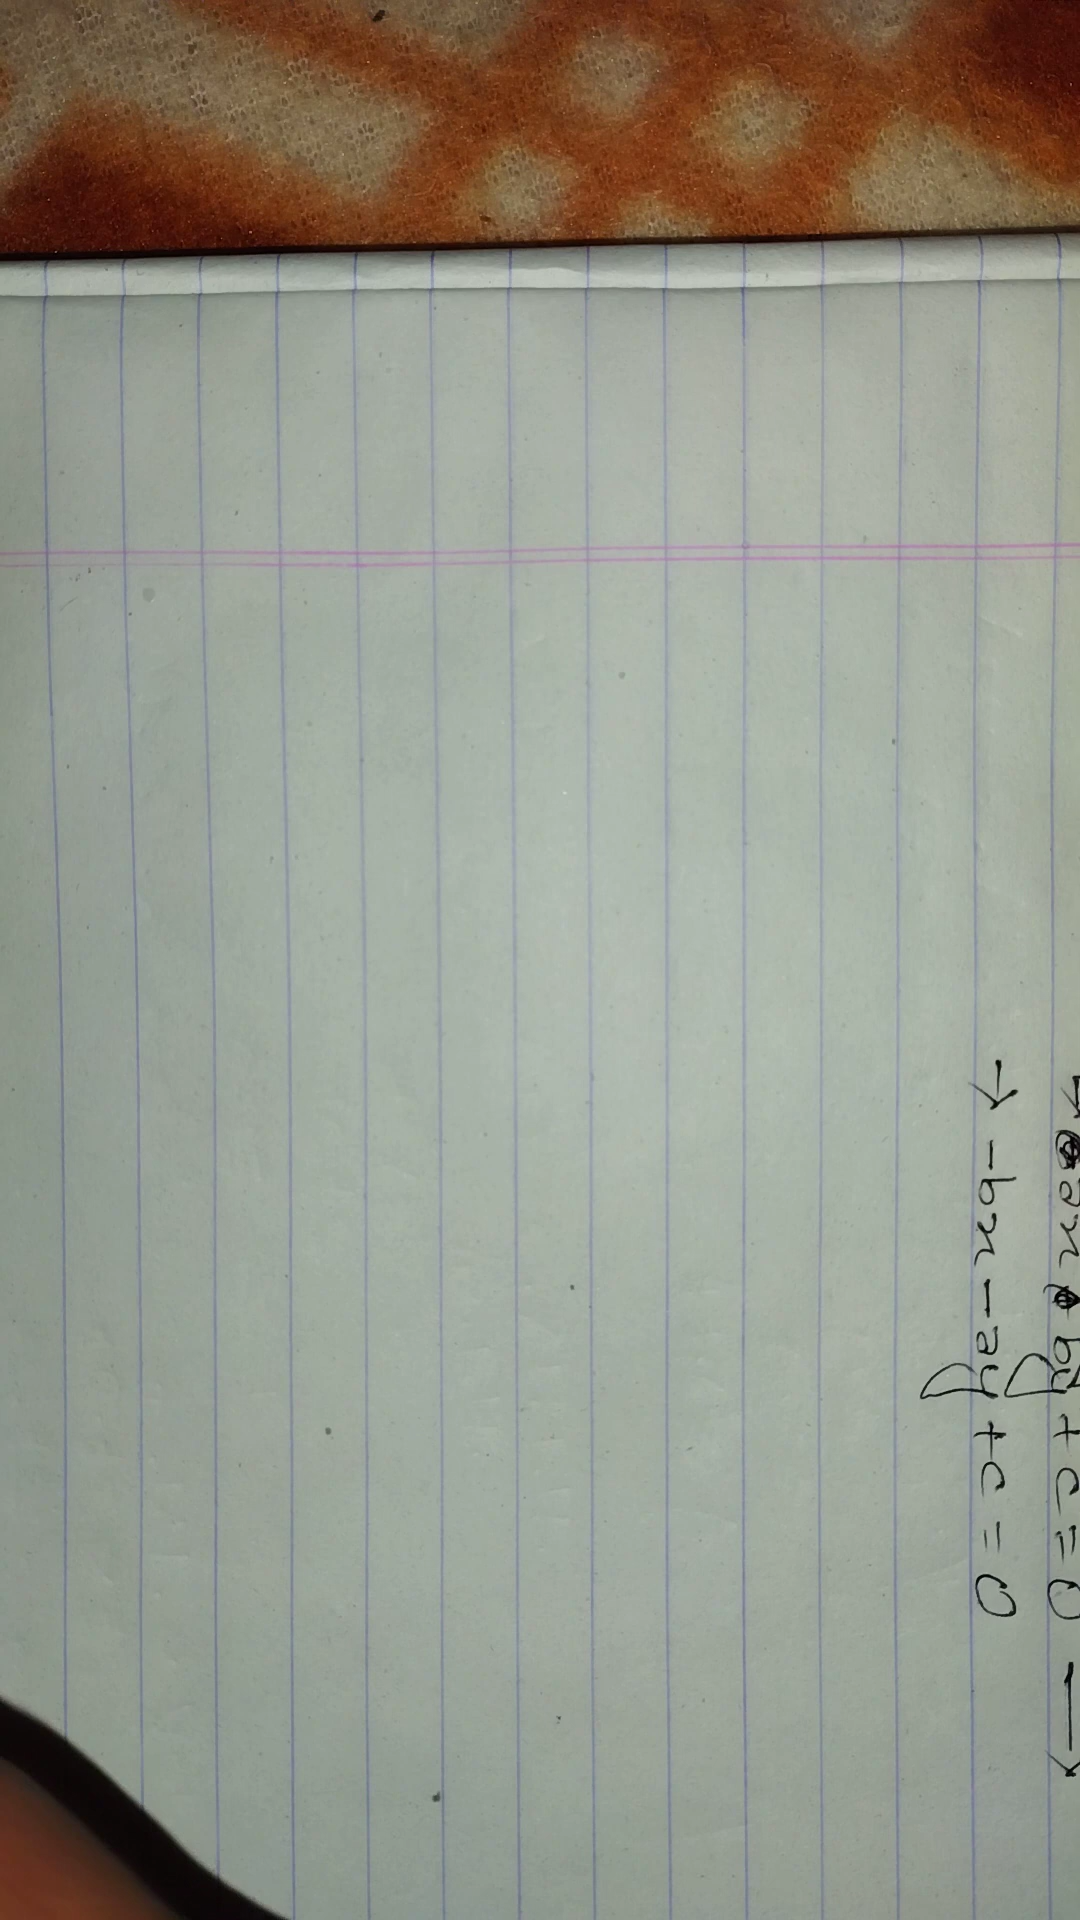 ax by + c = 0 →
- bx - ay + c = 0